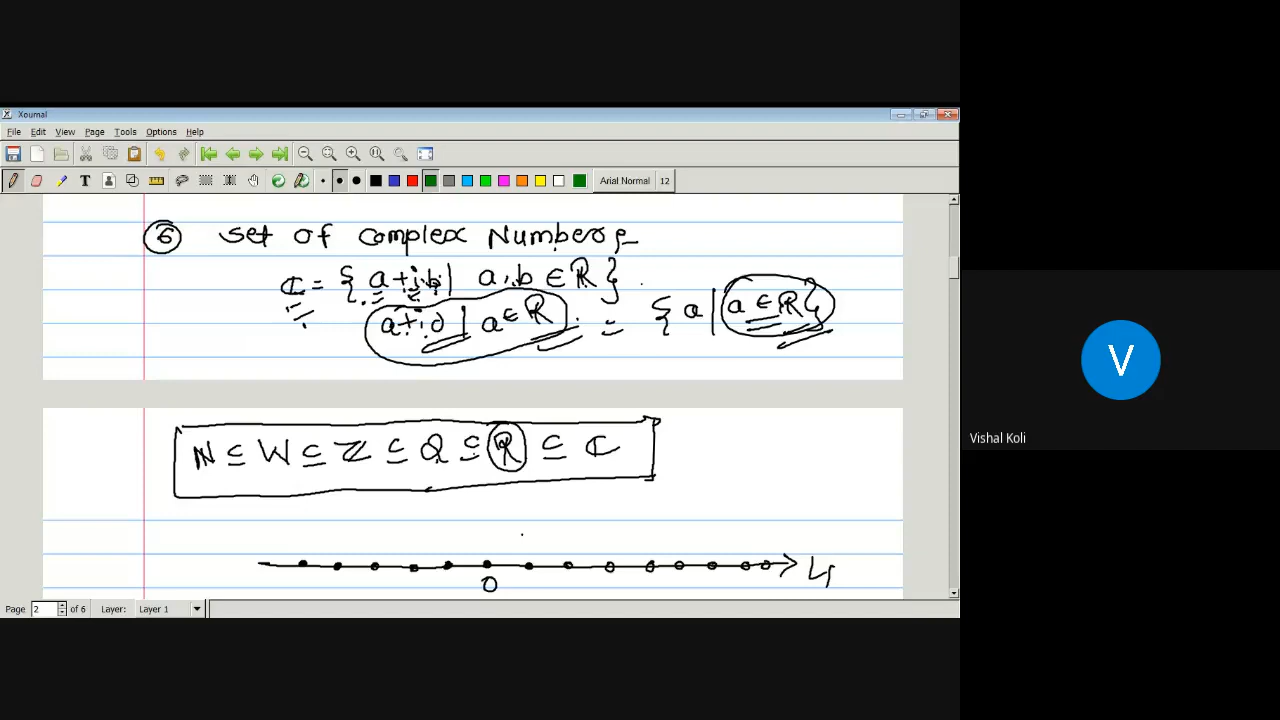 Xournal
File Edit View Page Tools Options Help
Arial Normal 12
⑥ Set of Complex Numbers
ℂ = { a+ib | a,b ∈ ℝ }
a+i0 | a ∈ ℝ = { a | a ∈ ℝ }
ℕ ⊆ W ⊆ ℤ ⊆ Q ⊆ ℝ ⊆ ℂ
0
Page 2 of 6 Layer: Layer 1
V
Vishal Koli